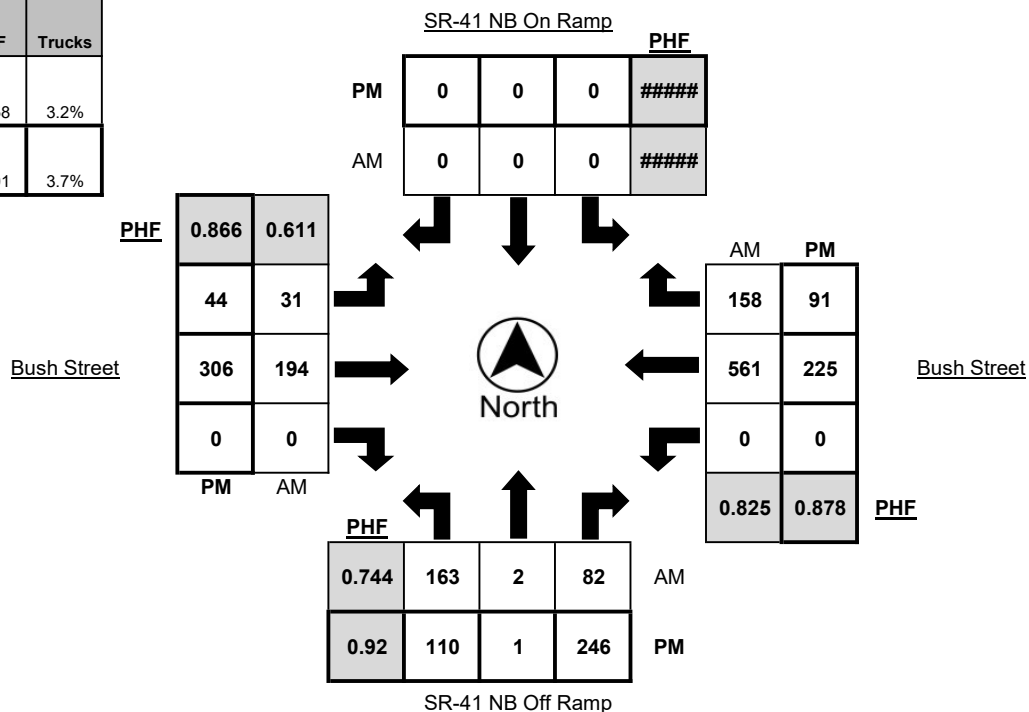 SR-41 NB On Ramp
F Trucks
PHF
PM 0 0 0 #####
3.2%
AM 0 0 0 #####
3.7%
PHF 0.866 0.611
AM PM
44 31
158 91
Bush Street 306 194
561 225 Bush Street
North
0 0
0 0
PM AM
0.825 0.878 PHF
PHF
0.744 163 2 82 AM
0.92 110 1 246 PM
SR-41 NB Off Ramp